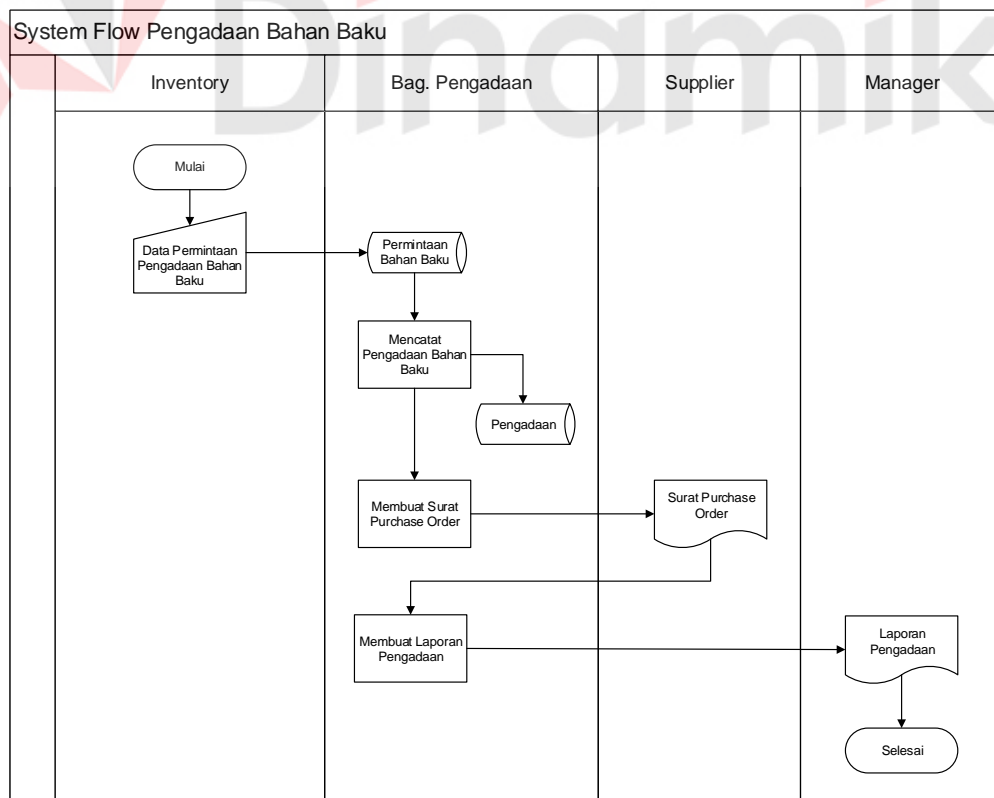 System Flow Pengadaan Bahan Baku
Inventory
Bag. Pengadaan
Supplier
Manager
Mulai
Data Permintaan
Pengadaan Bahan
Baku
Permintaan
Bahan Baku
Mencatat
Pengadaan Bahan
Baku
Pengadaan
Membuat Surat
Purchase Order
Surat Purchase
Order
Membuat Laporan
Pengadaan
Laporan
Pengadaan
Selesai